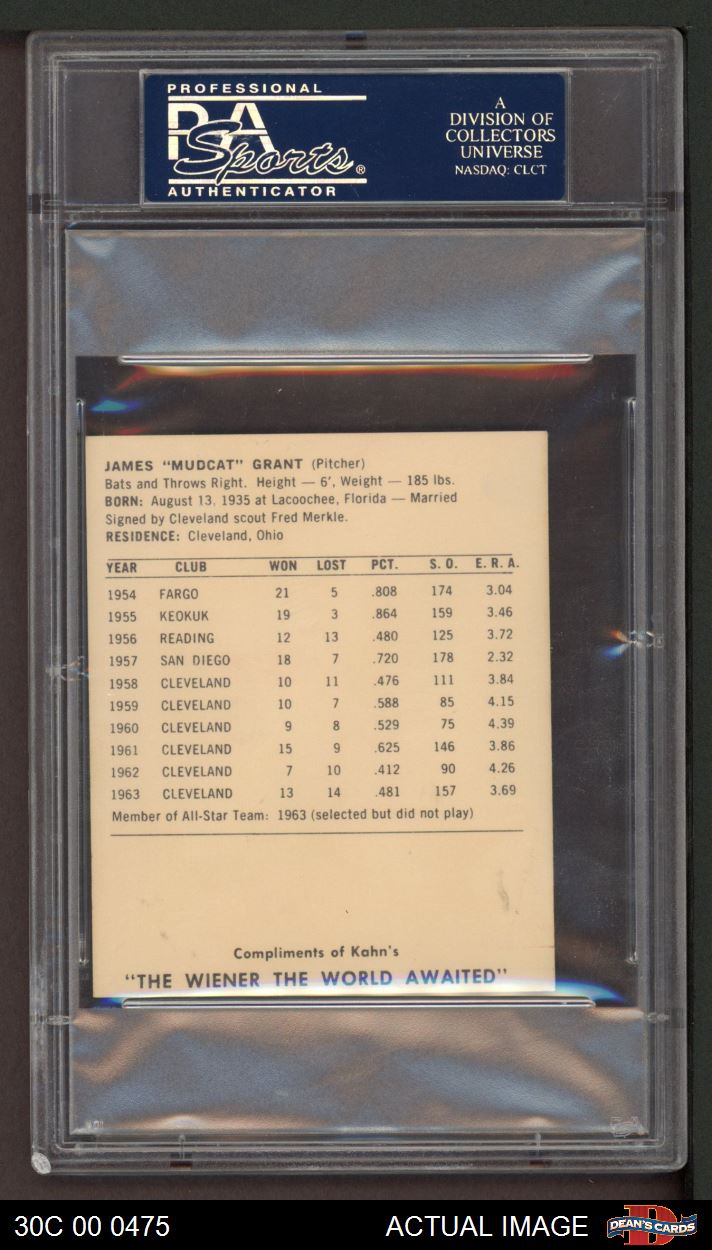 PROFESSIONAL
PSA
Sports®
AUTHENTICATOR
A
DIVISION OF
COLLECTORS
UNIVERSE
NASDAQ: CLCT
JAMES "MUDCAT" GRANT (Pitcher)
Bats and Throws Right. Height — 6', Weight — 185 lbs.
BORN: August 13, 1935 at Lacoochee, Florida — Married
Signed by Cleveland scout Fred Merkle.
RESIDENCE: Cleveland, Ohio
YEAR CLUB WON LOST PCT. S. O. E. R. A.
1954 FARGO 21 5 .808 174 3.04
1955 KEOKUK 19 3 .864 159 3.46
1956 READING 12 13 .480 125 3.72
1957 SAN DIEGO 18 7 .720 178 2.32
1958 CLEVELAND 10 11 .476 111 3.84
1959 CLEVELAND 10 7 .588 85 4.15
1960 CLEVELAND 9 8 .529 75 4.39
1961 CLEVELAND 15 9 .625 146 3.86
1962 CLEVELAND 7 10 .412 90 4.26
1963 CLEVELAND 13 14 .481 157 3.69
Member of All-Star Team: 1963 (selected but did not play)
Compliments of Kahn's
"THE WIENER THE WORLD AWAITED"
30C 00 0475 ACTUAL IMAGE
DEAN'S CARDS